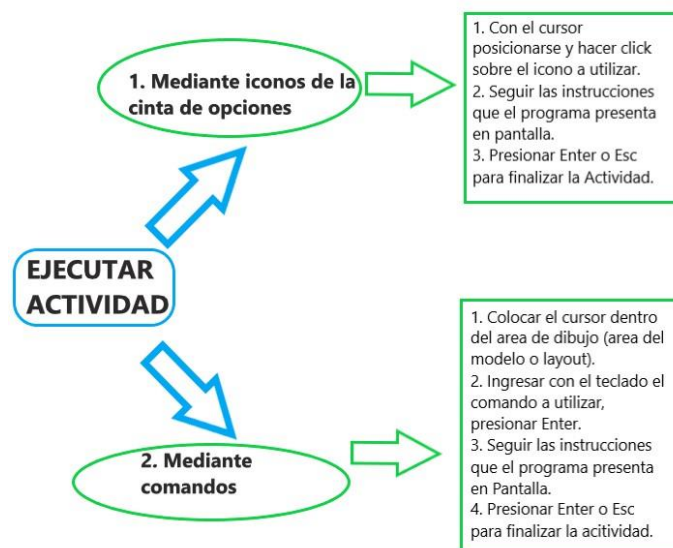 EJECUTAR
ACTIVIDAD
1. Mediante iconos de la
cinta de opciones
1. Con el cursor
posicionarse y hacer click
sobre el icono a utilizar.
2. Seguir las instrucciones
que el programa presenta
en pantalla.
3. Presionar Enter o Esc
para finalizar la Actividad.
2. Mediante
comandos
1. Colocar el cursor dentro
del area de dibujo (area del
modelo o layout).
2. Ingresar con el teclado el
comando a utilizar,
presionar Enter.
3. Seguir las instrucciones
que el programa presenta
en Pantalla.
4. Presionar Enter o Esc
para finalizar la acitividad.